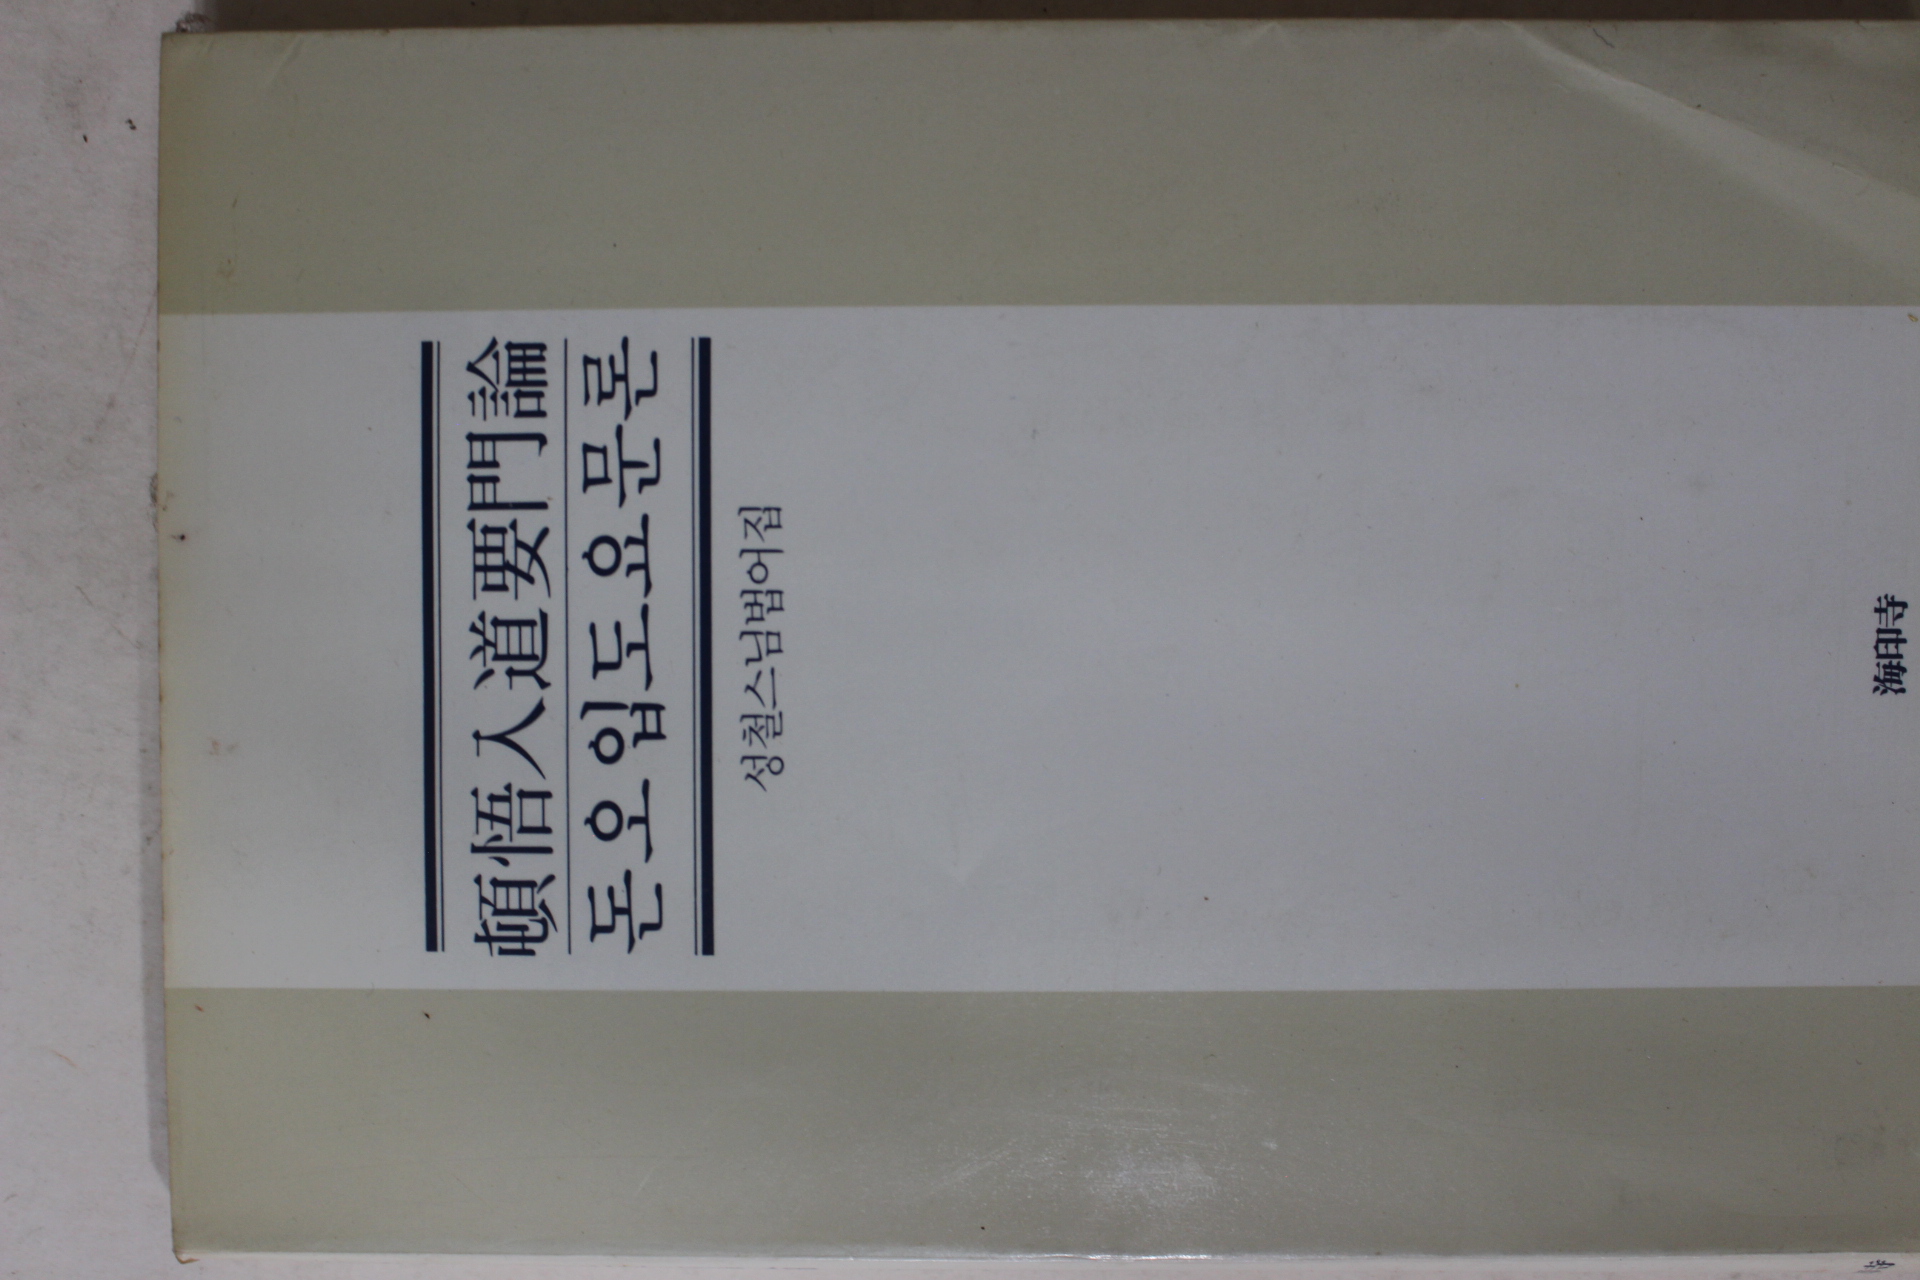 頓悟入道要門論
돈오입도요문론
성철스님법어집
海印寺